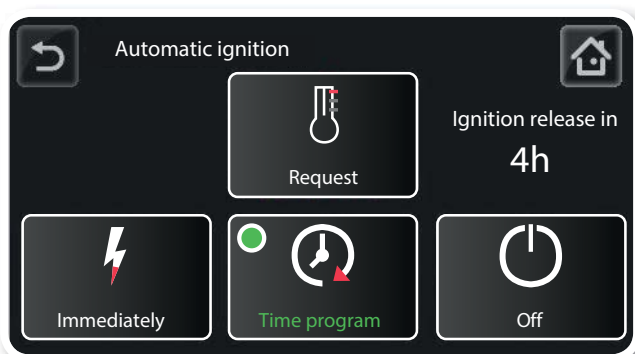 Automatic ignition
Request
Ignition release in
4h
Immediately
Time program
Off